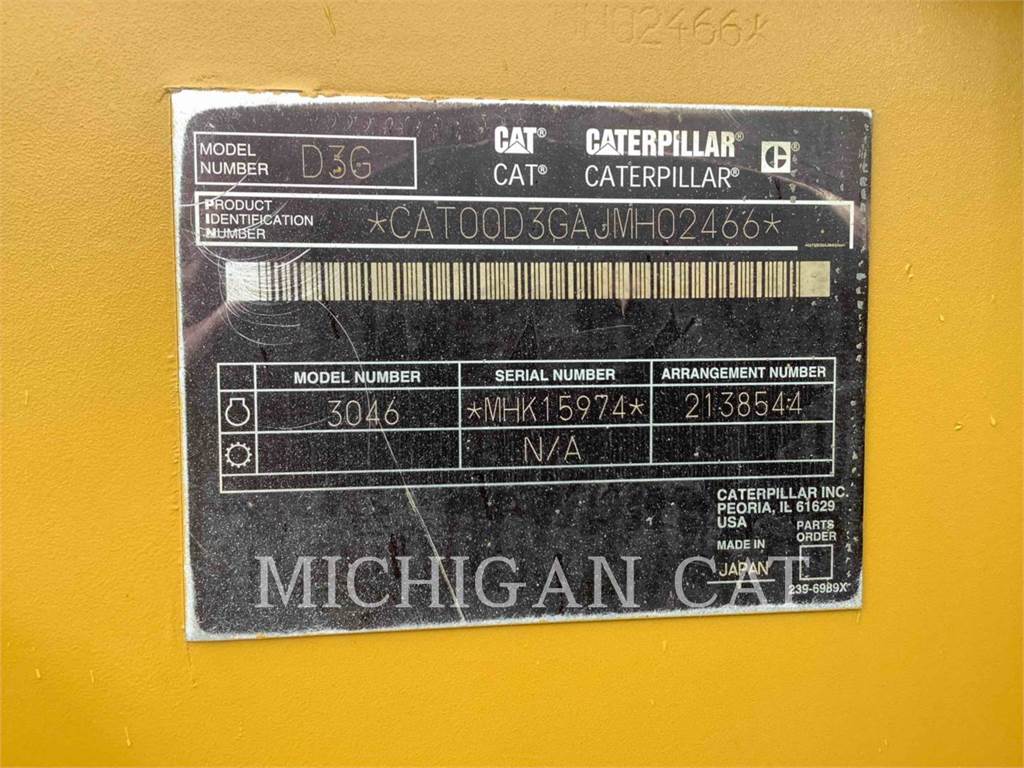 H02466*
MODEL NUMBER D3G
CAT® CATERPILLAR® C®
CAT® CATERPILLAR®
PRODUCT IDENTIFICATION NUMBER *CAT00D3GAJMH02466*
MODEL NUMBER SERIAL NUMBER ARRANGEMENT NUMBER
3046 *MHK15974* 2138544
N/A
CATERPILLAR INC.
PEORIA, IL 61629
USA
PARTS ORDER
MADE IN
JAPAN
239-6989X
MICHIGAN CAT